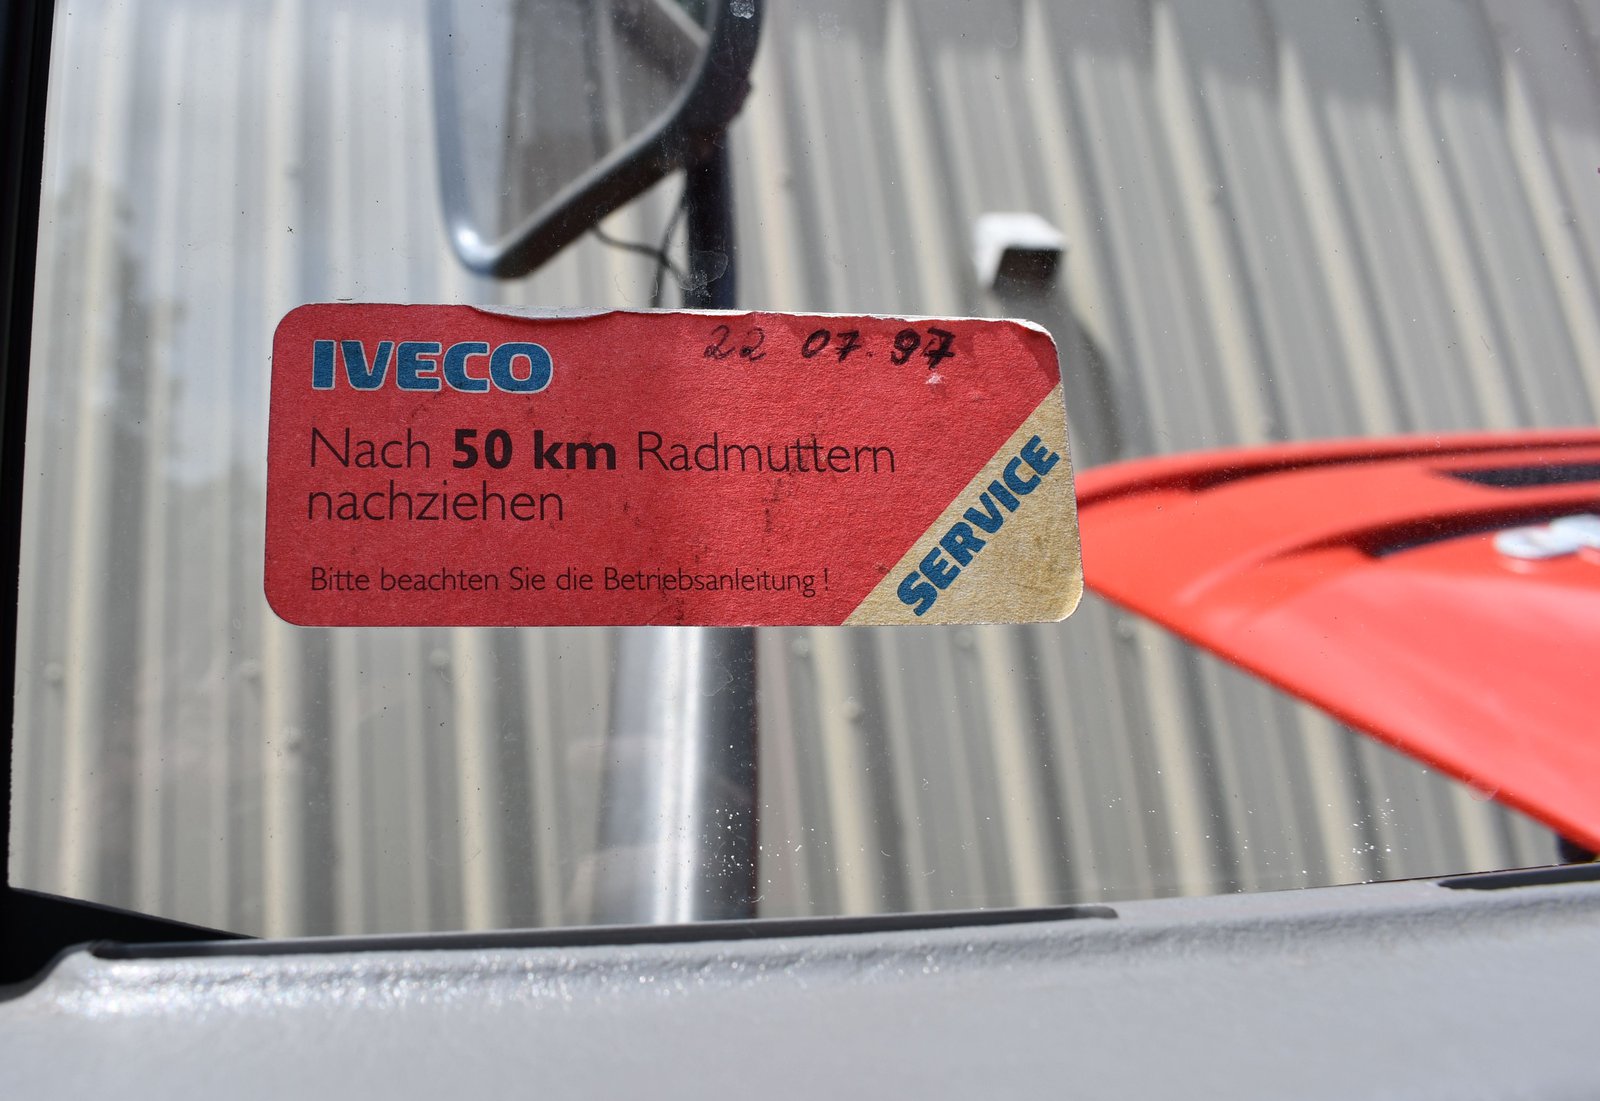 IVECO 22 07. 97
Nach 50 km Radmuttern
nachziehen
Bitte beachten Sie die Betriebsanleitung !
SERVICE